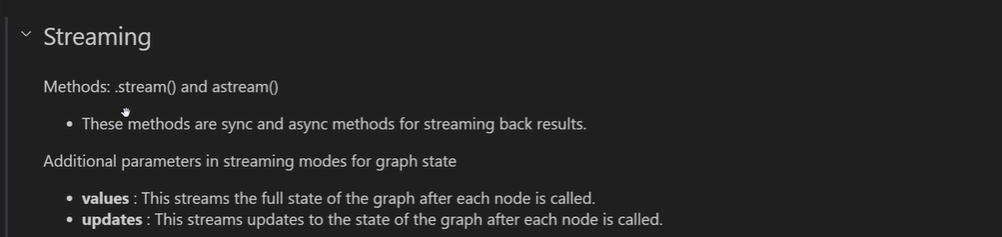 Streaming
Methods: .stream() and astream()
• These methods are sync and async methods for streaming back results.
Additional parameters in streaming modes for graph state
• values : This streams the full state of the graph after each node is called.
• updates : This streams updates to the state of the graph after each node is called.